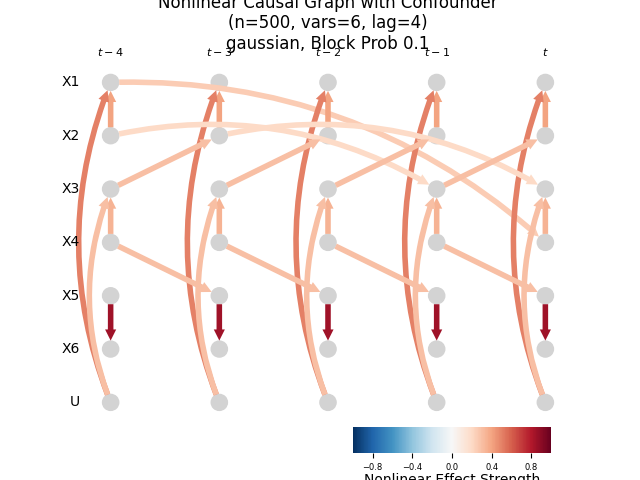 Nonlinear Causal Graph with Confounder
(n=500, vars=6, lag=4)
gaussian, Block Prob 0.1
t − 4 t − 3 t − 2 t − 1 t
X1
X2
X3
X4
X5
X6
U
−0.8 −0.4 0.0 0.4 0.8
Nonlinear Effect Strength